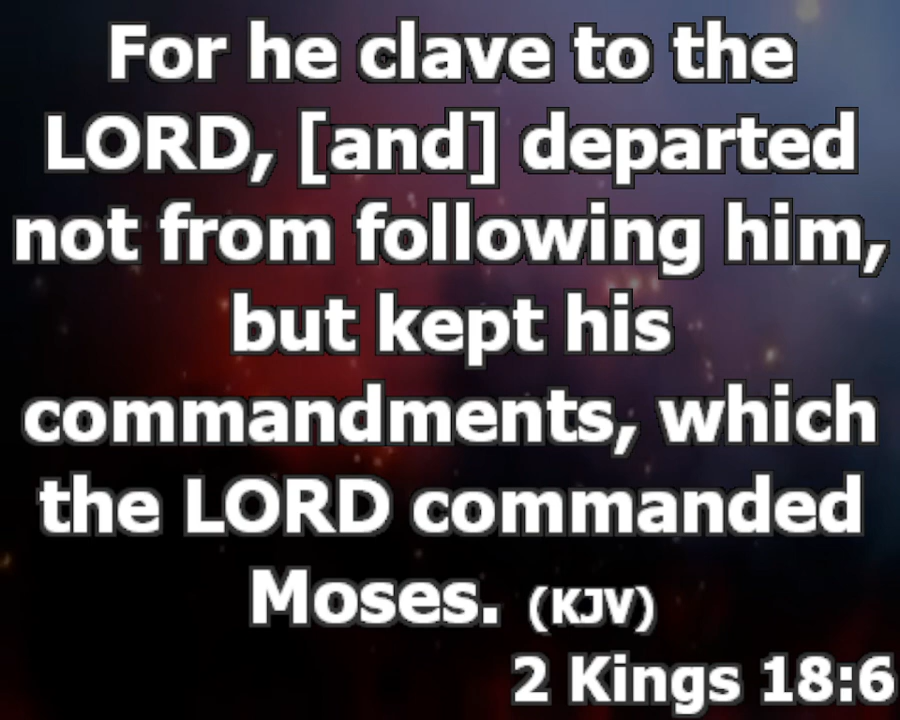 For he clave to the
LORD, [and] departed
not from following him,
but kept his
commandments, which
the LORD commanded
Moses. (KJV)
2 Kings 18:6